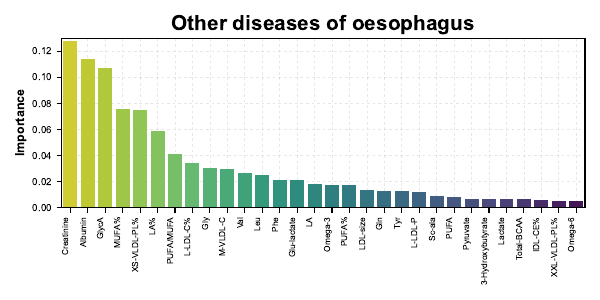 Other diseases of oesophagus
Importance
0.12
0.10
0.08
0.06
0.04
0.02
0.00
Creatinine
Albumin
GlycA
MUFA%
XS-VLDL-PL%
LA%
PUFA/MUFA
L-LDL-C%
Gly
M-VLDL-C
Val
Leu
Phe
Glu-lactate
LA
Omega-3
PUFA%
LDL-size
Gln
Tyr
L-LDL-P
PUFA
Pyruvate
3-Hydroxybutyrate
Lactate
Total-BCAA
IDL-CE%
XXL-VLDL-PL%
Omega-6